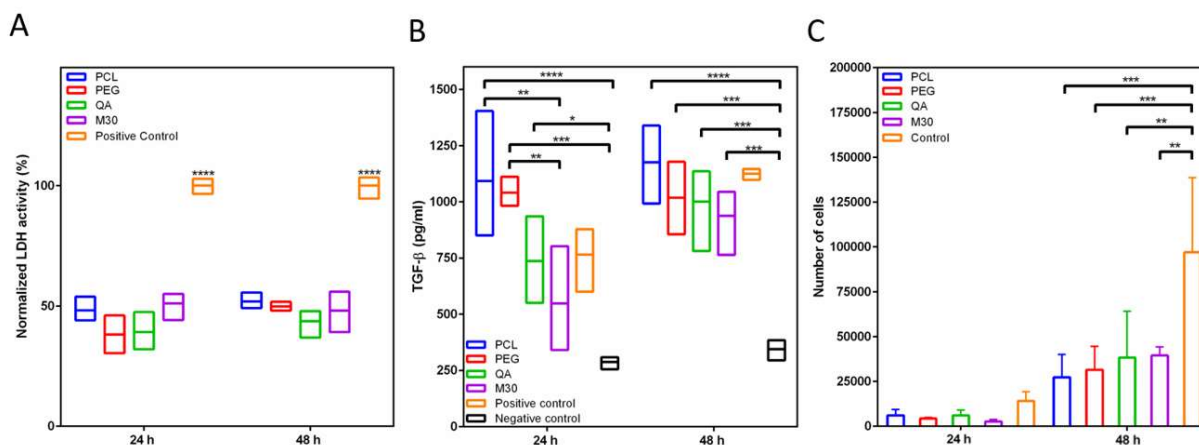 A
Normalized LDH activity (%)
100
50
0
PCL
PEG
QA
M30
Positive Control
****
****
24 h
48 h
B
TGF-β (pg/ml)
1500
1250
1000
750
500
250
0
****
**
*
***
**
****
***
***
***
PCL
PEG
QA
M30
Positive control
Negative control
24 h
48 h
C
Number of cells
200000
175000
150000
125000
100000
75000
50000
25000
0
PCL
PEG
QA
M30
Control
***
***
**
**
24 h
48 h